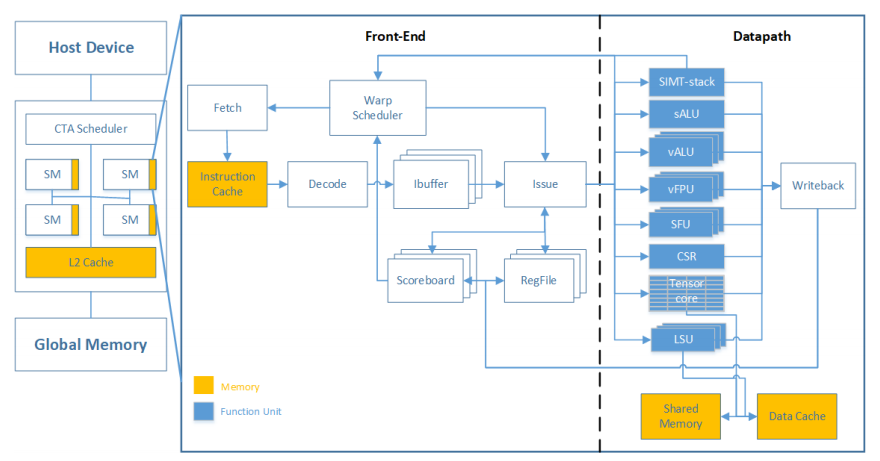 Host Device
CTA Scheduler
SM
SM
SM
SM
L2 Cache
Global Memory
Front-End
Fetch
Warp
Scheduler
Instruction
Cache
Decode
Ibuffer
Issue
Scoreboard
RegFile
Memory
Function Unit
Datapath
SIMT-stack
sALU
vALU
vFPU
SFU
CSR
Tensor
core
LSU
Writeback
Shared
Memory
Data Cache